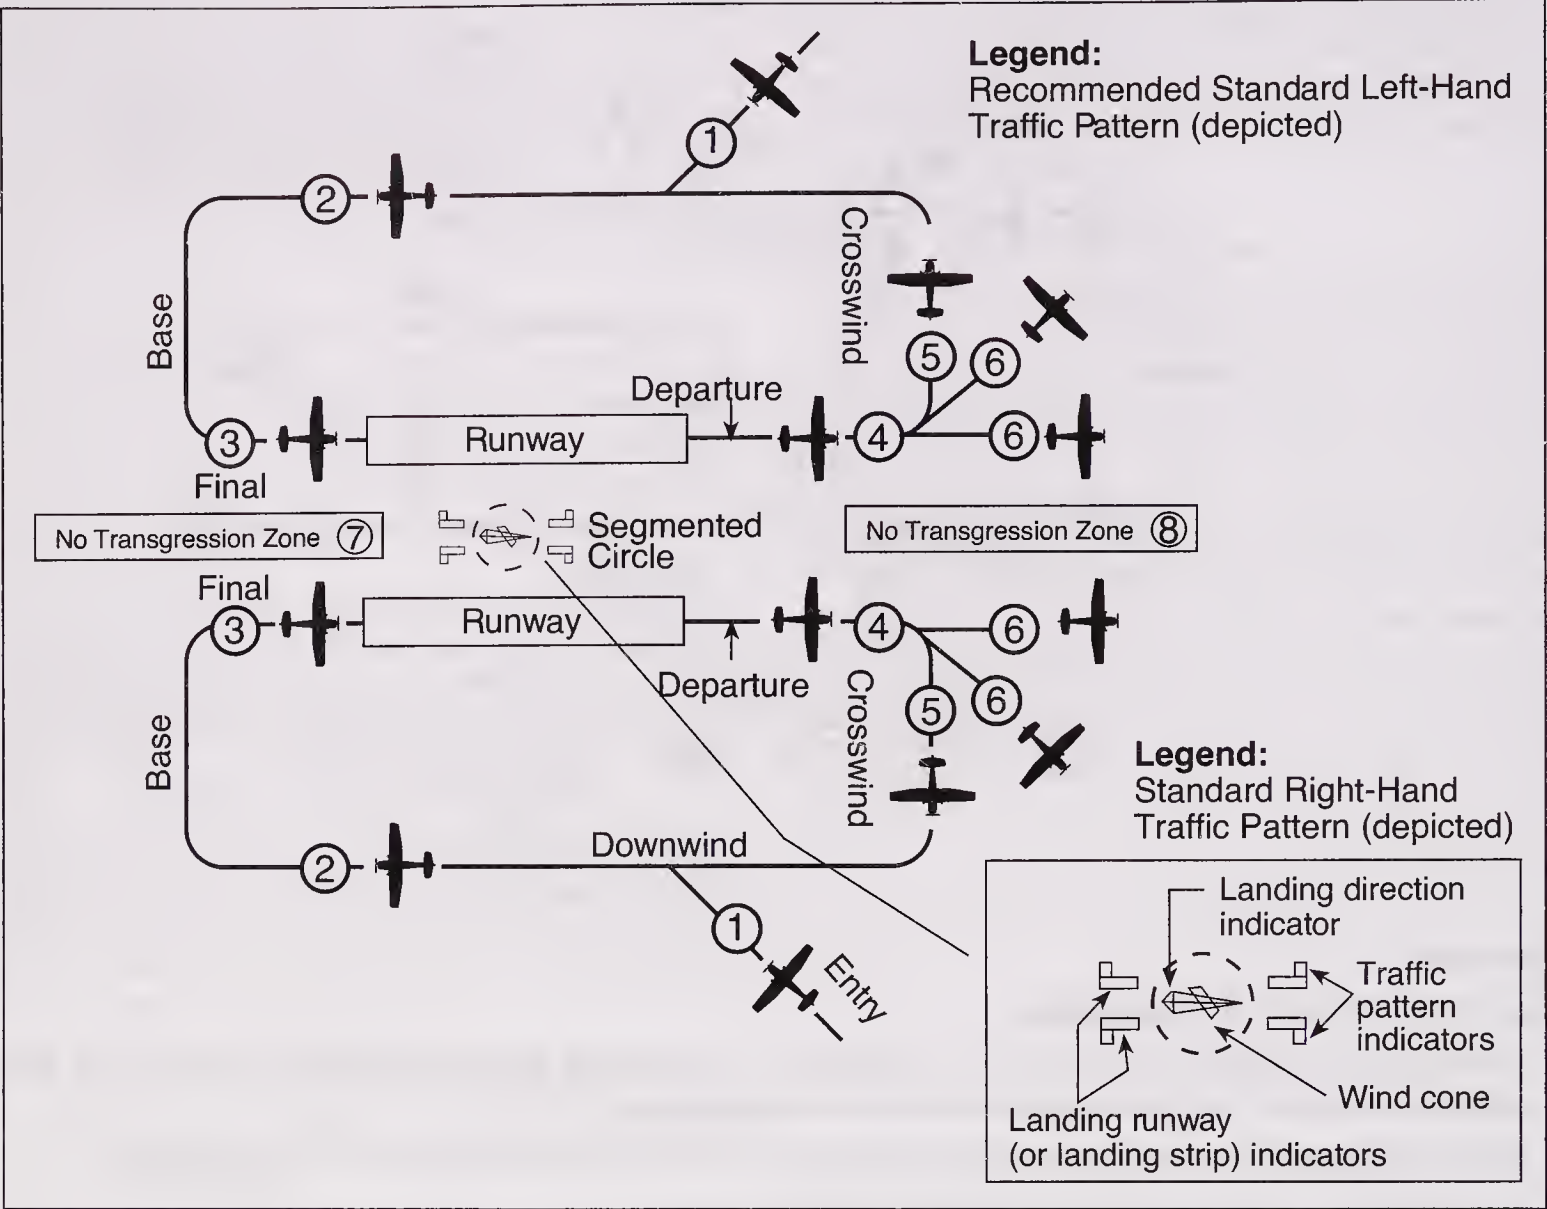 Legend:
Recommended Standard Left-Hand
Traffic Pattern (depicted)
1
2
Crosswind
Base
5
6
Departure
3
Runway
4
6
Final
No Transgression Zone 7
Segmented
Circle
No Transgression Zone 8
Final
3
Runway
4
6
Departure
Crosswind
5
6
Base
Legend:
Standard Right-Hand
Traffic Pattern (depicted)
Downwind
2
1
Entry
Landing direction
indicator
Traffic
pattern
indicators
Wind cone
Landing runway
(or landing strip) indicators